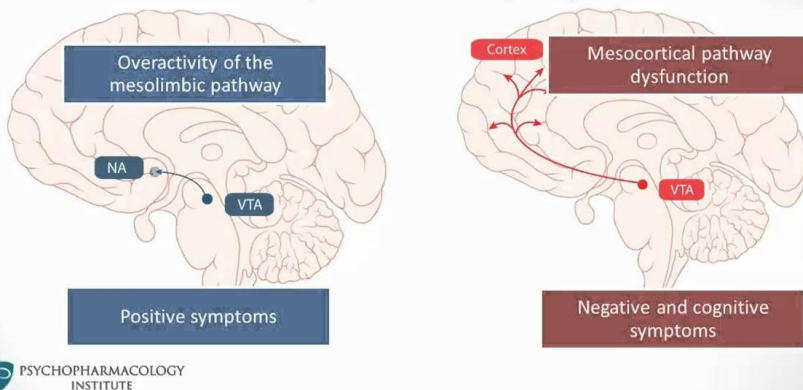 Overactivity of the
mesolimbic pathway
NA
VTA
Positive symptoms
Cortex
Mesocortical pathway
dysfunction
VTA
Negative and cognitive
symptoms
PSYCHOPHARMACOLOGY
INSTITUTE